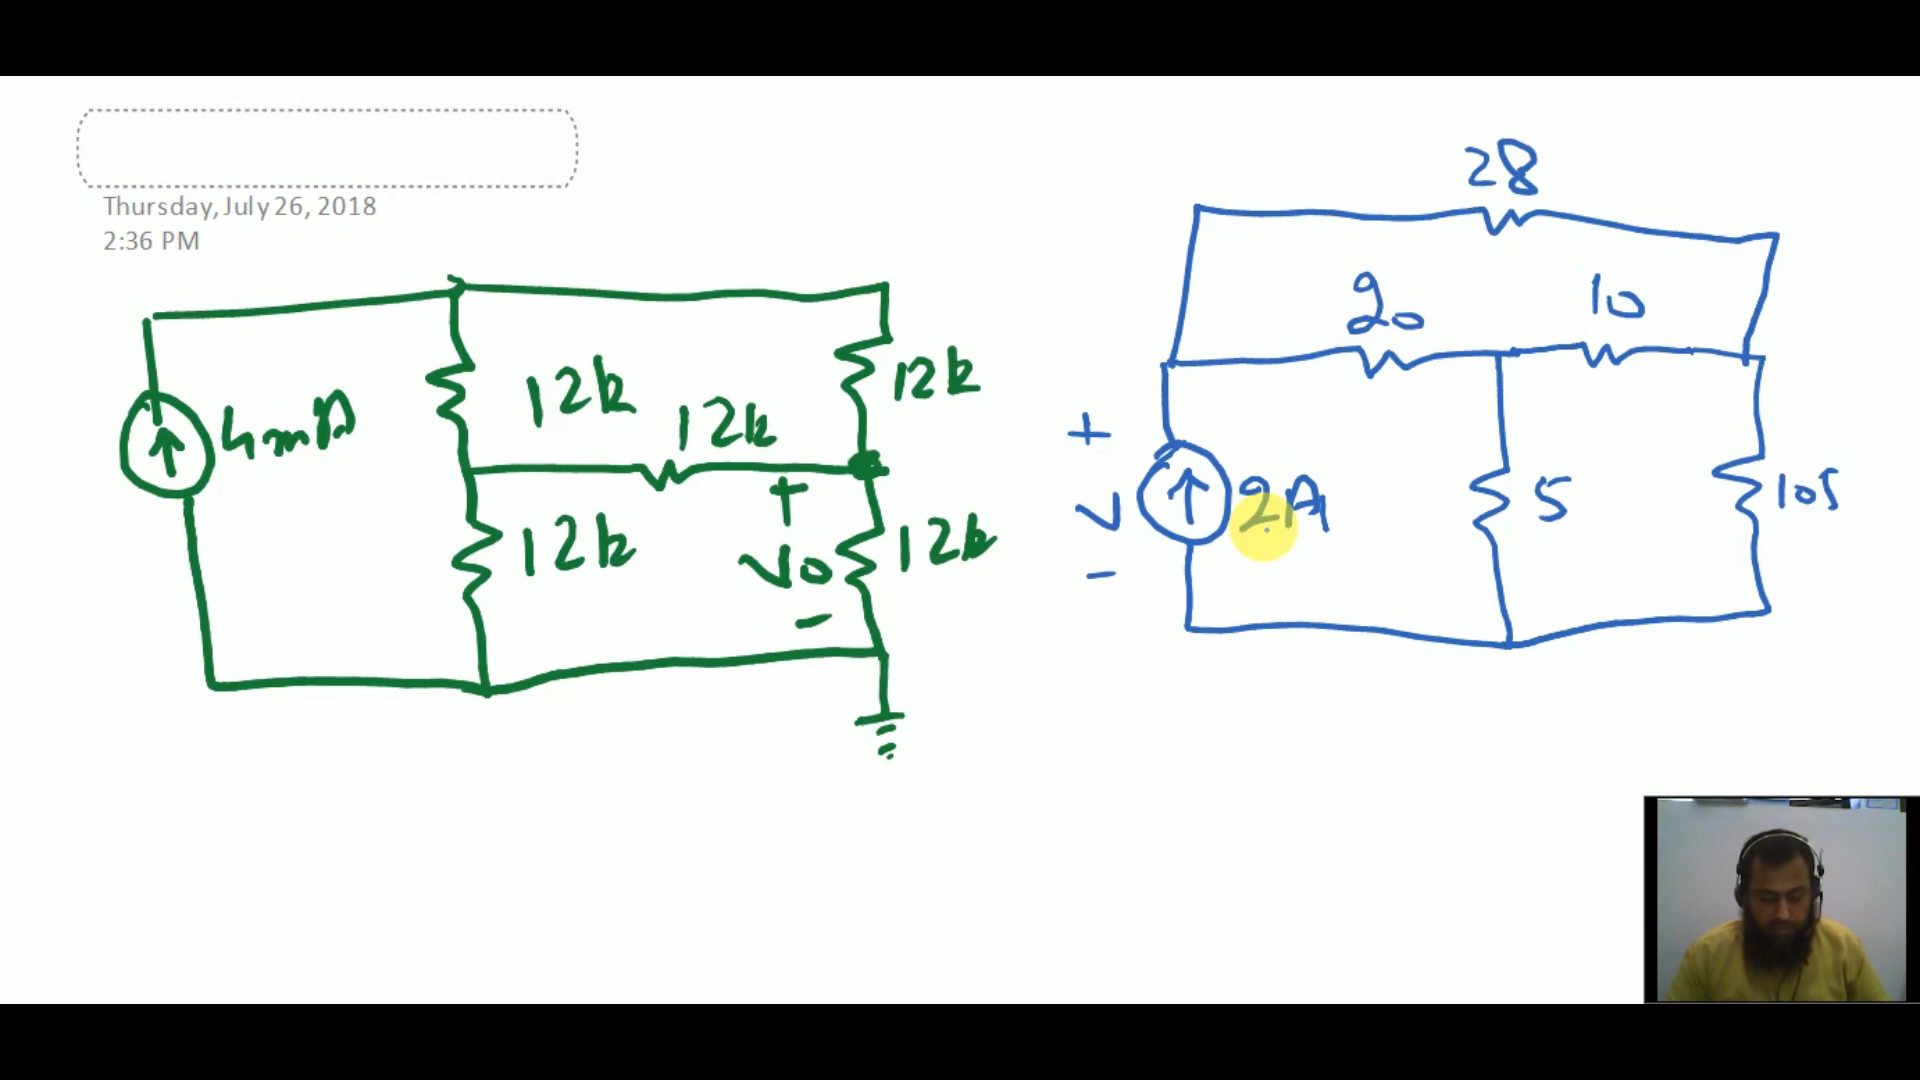 Thursday, July 26, 2018
2:36 PM
4mA
12k
12k
12k
12k
12k
+
Vo
-
28
20
10
+
V
-
2A
5
105